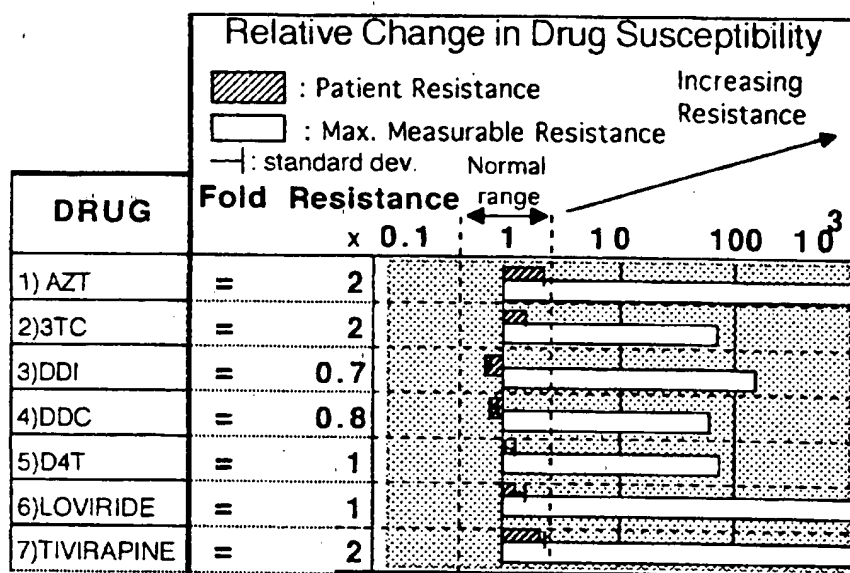 Relative Change in Drug Susceptibility
: Patient Resistance
Increasing
Resistance
: Max. Measurable Resistance
: standard dev.
Normal
range
DRUG
Fold Resistance
x 0.1 1 10 100 10³
1) AZT = 2
2)3TC = 2
3)DDI = 0.7
4)DDC = 0.8
5)D4T = 1
6)LOVIRIDE = 1
7)TIVIRAPINE = 2